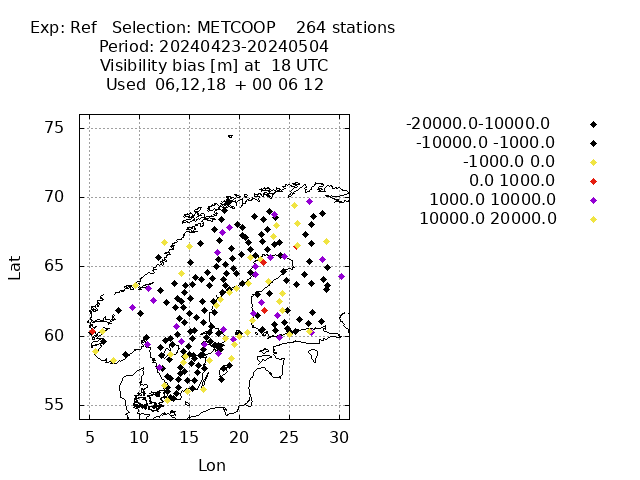 Exp: Ref   Selection: METCOOP    264 stations
Period: 20240423-20240504
Visibility bias [m] at  18 UTC
Used  06,12,18  + 00 06 12
75
70
65
60
55
5 10 15 20 25 30
Lat
Lon
-20000.0-10000.0
-10000.0 -1000.0
-1000.0 0.0
0.0 1000.0
1000.0 10000.0
10000.0 20000.0